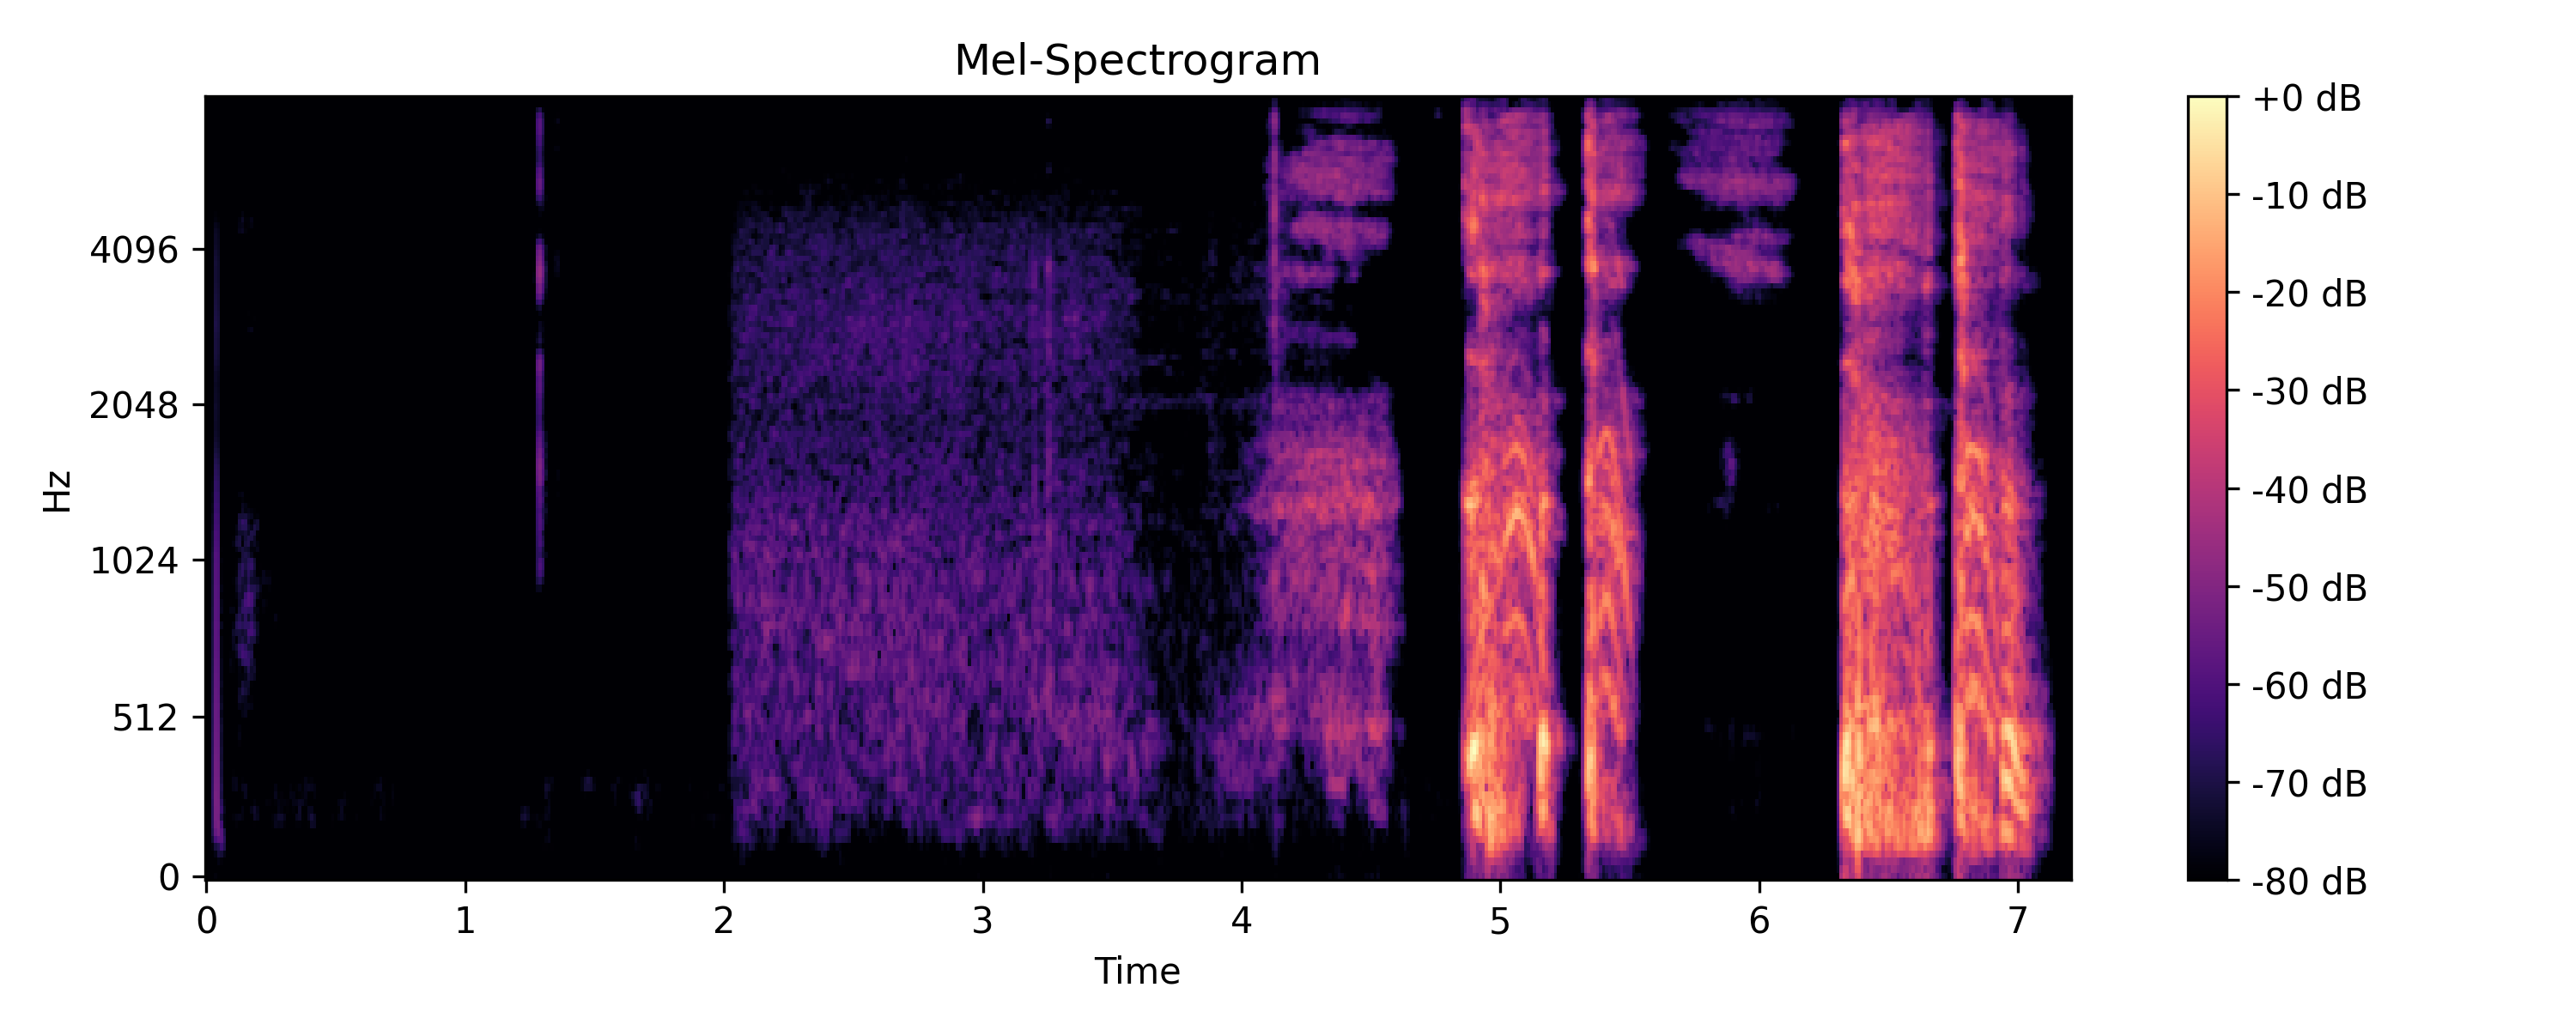 Mel-Spectrogram
+0 dB
-10 dB
4096
-20 dB
-30 dB
2048
Hz
-40 dB
1024
-50 dB
512
-60 dB
-70 dB
0
-80 dB
0 1 2 3 4 5 6 7
Time